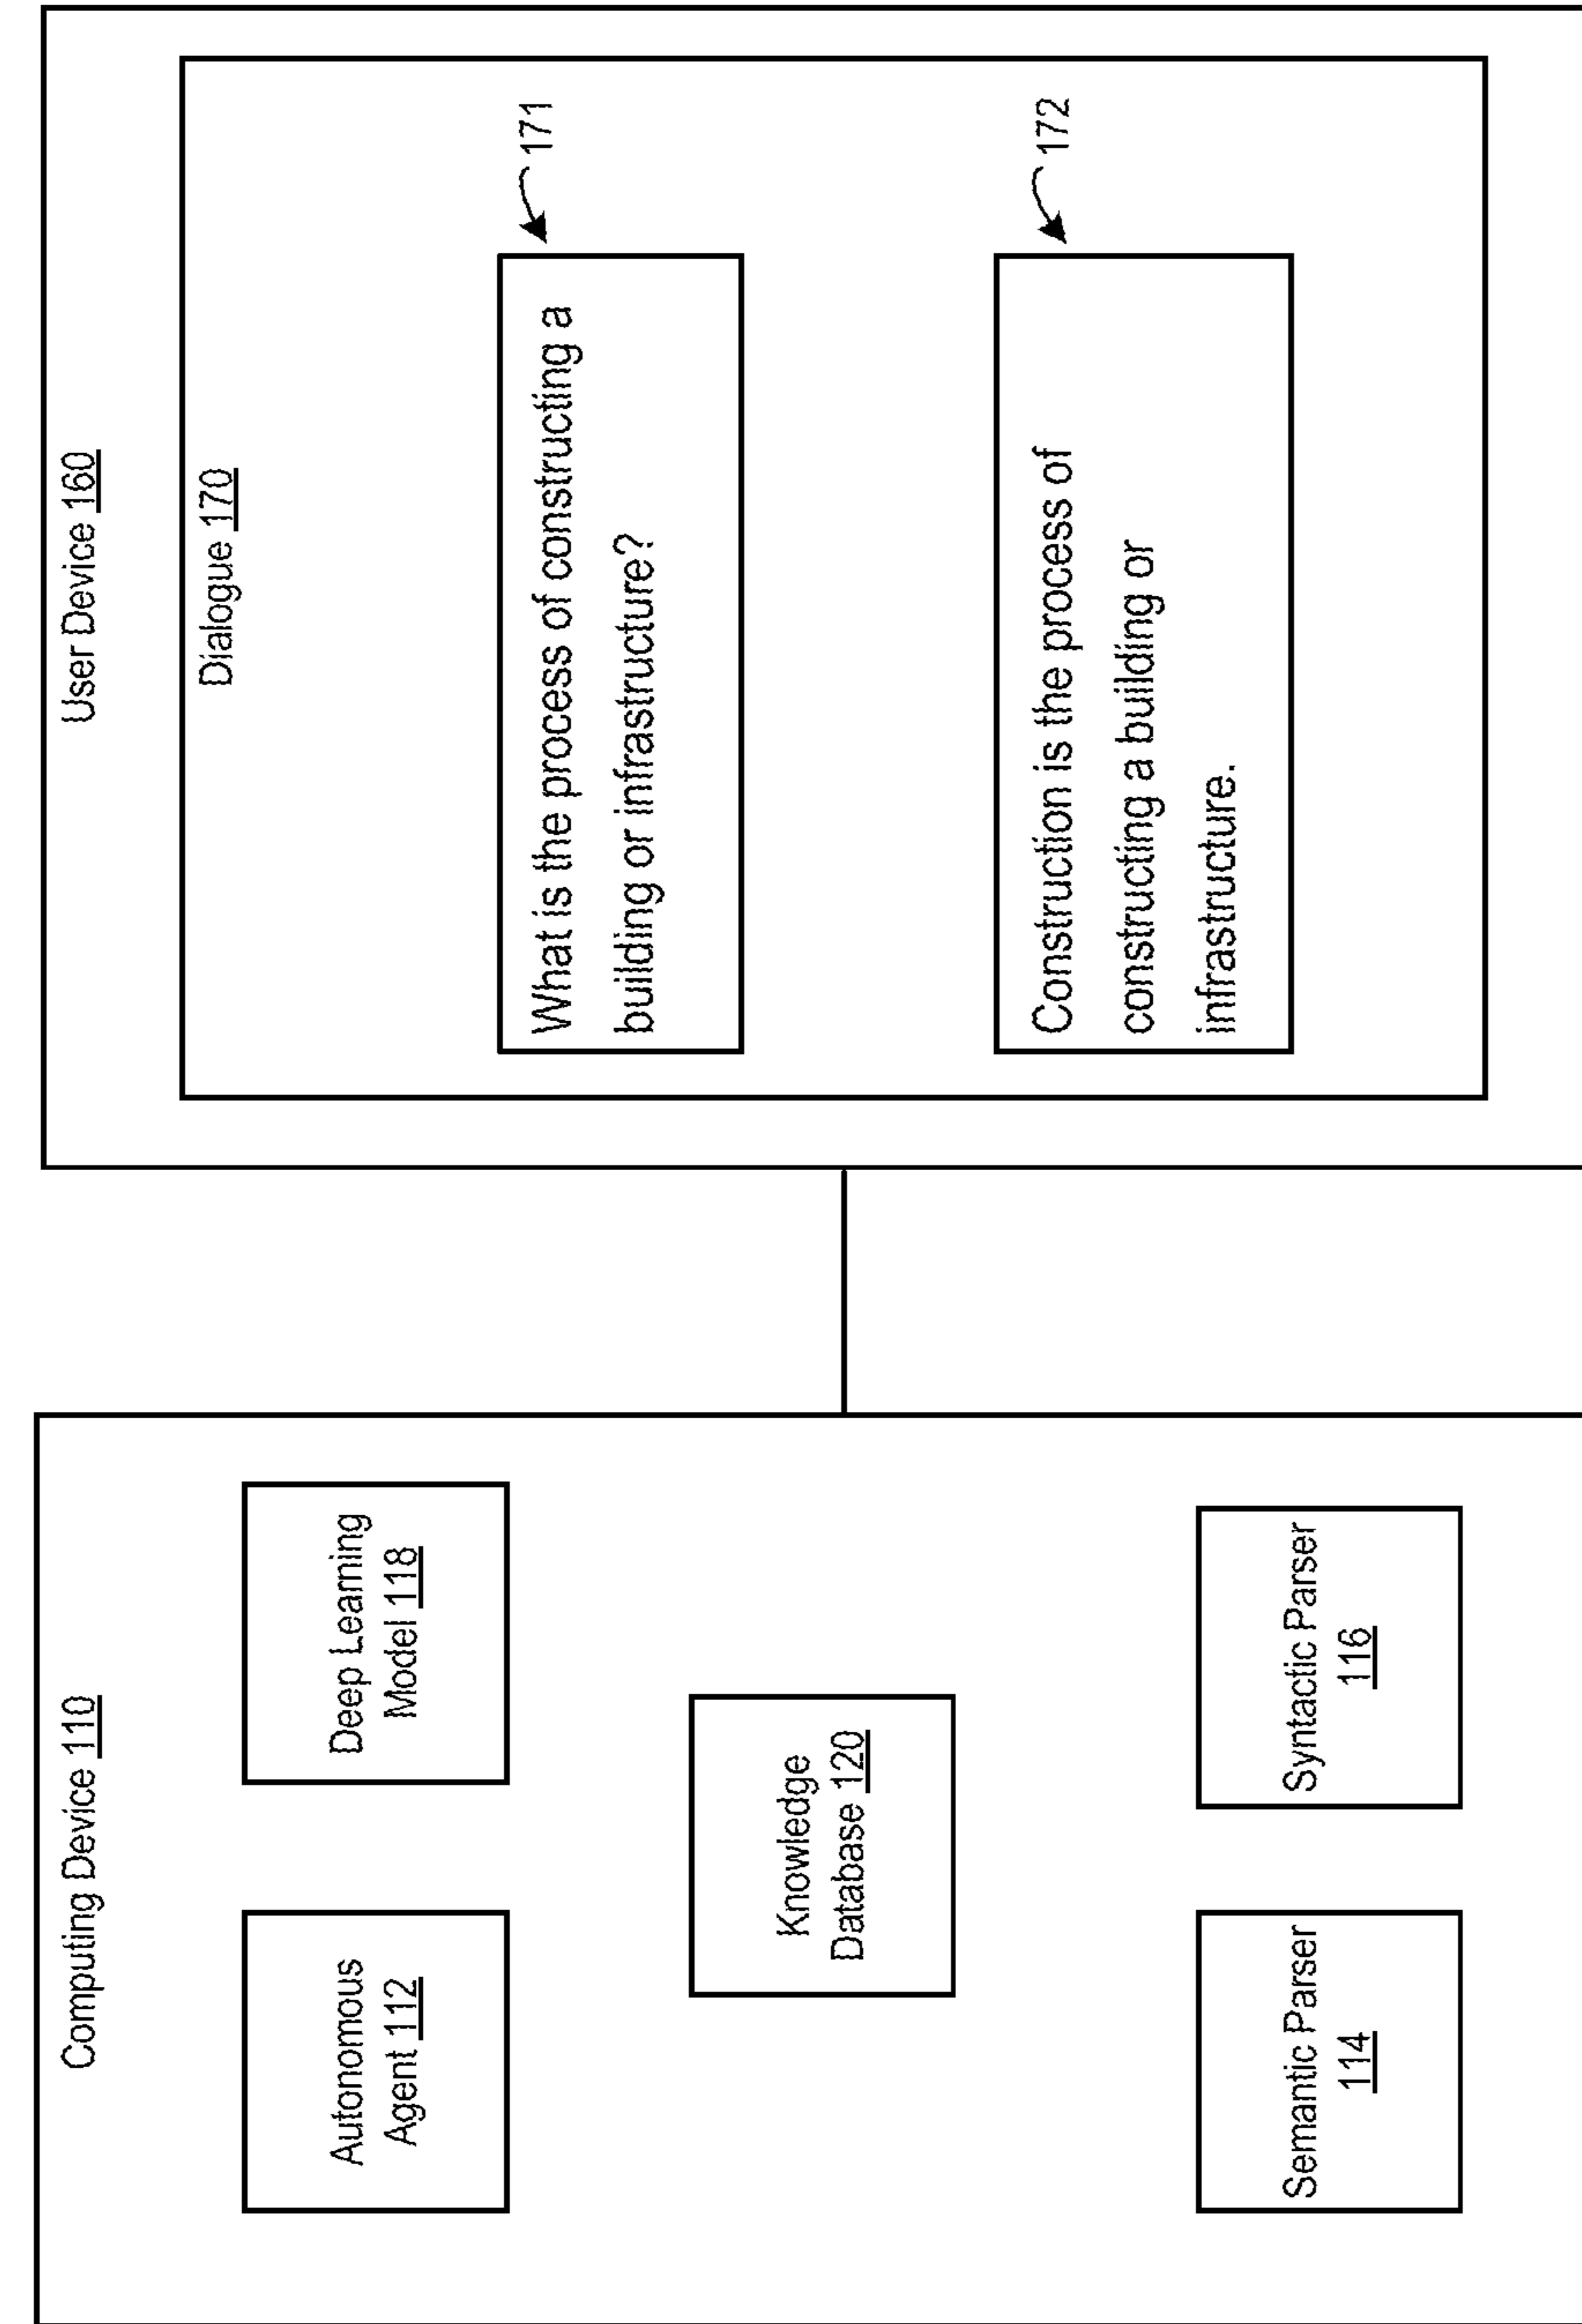 Computing Device 110
Autonomous
Agent 112
Deep Learning
Model 118
Knowledge
Database 120
Semantic Parser
114
Syntactic Parser
116
User Device 160
Dialogue 170
What is the process of constructing a
building or infrastructure?
171
Construction is the process of
constructing a building or
infrastructure.
172